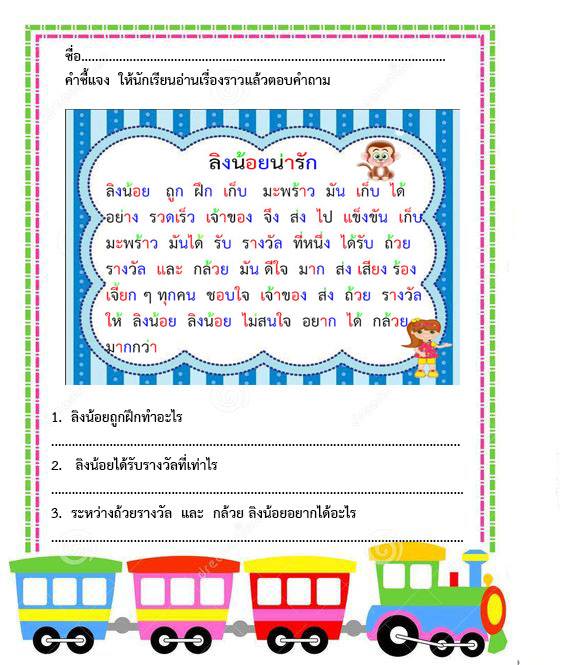 ชื่อ....................................................................................................
คำชี้แจง ให้นักเรียนอ่านเรื่องราวแล้วตอบคำถาม
ลิงน้อยน่ารัก
ลิงน้อย ถูก ฝึก เก็บ มะพร้าว มัน เก็บ ได้
อย่าง รวดเร็ว เจ้าของ จึง ส่ง ไป แข็งขัน เก็บ
มะพร้าว มันได้ รับ รางวัล ที่หนึ่ง ได้รับ ถ้วย
รางวัล และ กล้วย มัน ดีใจ มาก ส่ง เสียง ร้อง
เจี้ยก ๆ ทุกคน ชอบใจ เจ้าของ ส่ง ถ้วย รางวัล
ให้ ลิงน้อย ลิงน้อย ไม่สนใจ อยาก ได้ กล้วย
มากกว่า
1. ลิงน้อยถูกฝึกทำอะไร
....................................................................................................
2. ลิงน้อยได้รับรางวัลที่เท่าไร
....................................................................................................
3. ระหว่างถ้วยรางวัล และ กล้วย ลิงน้อยอยากได้อะไร
....................................................................................................